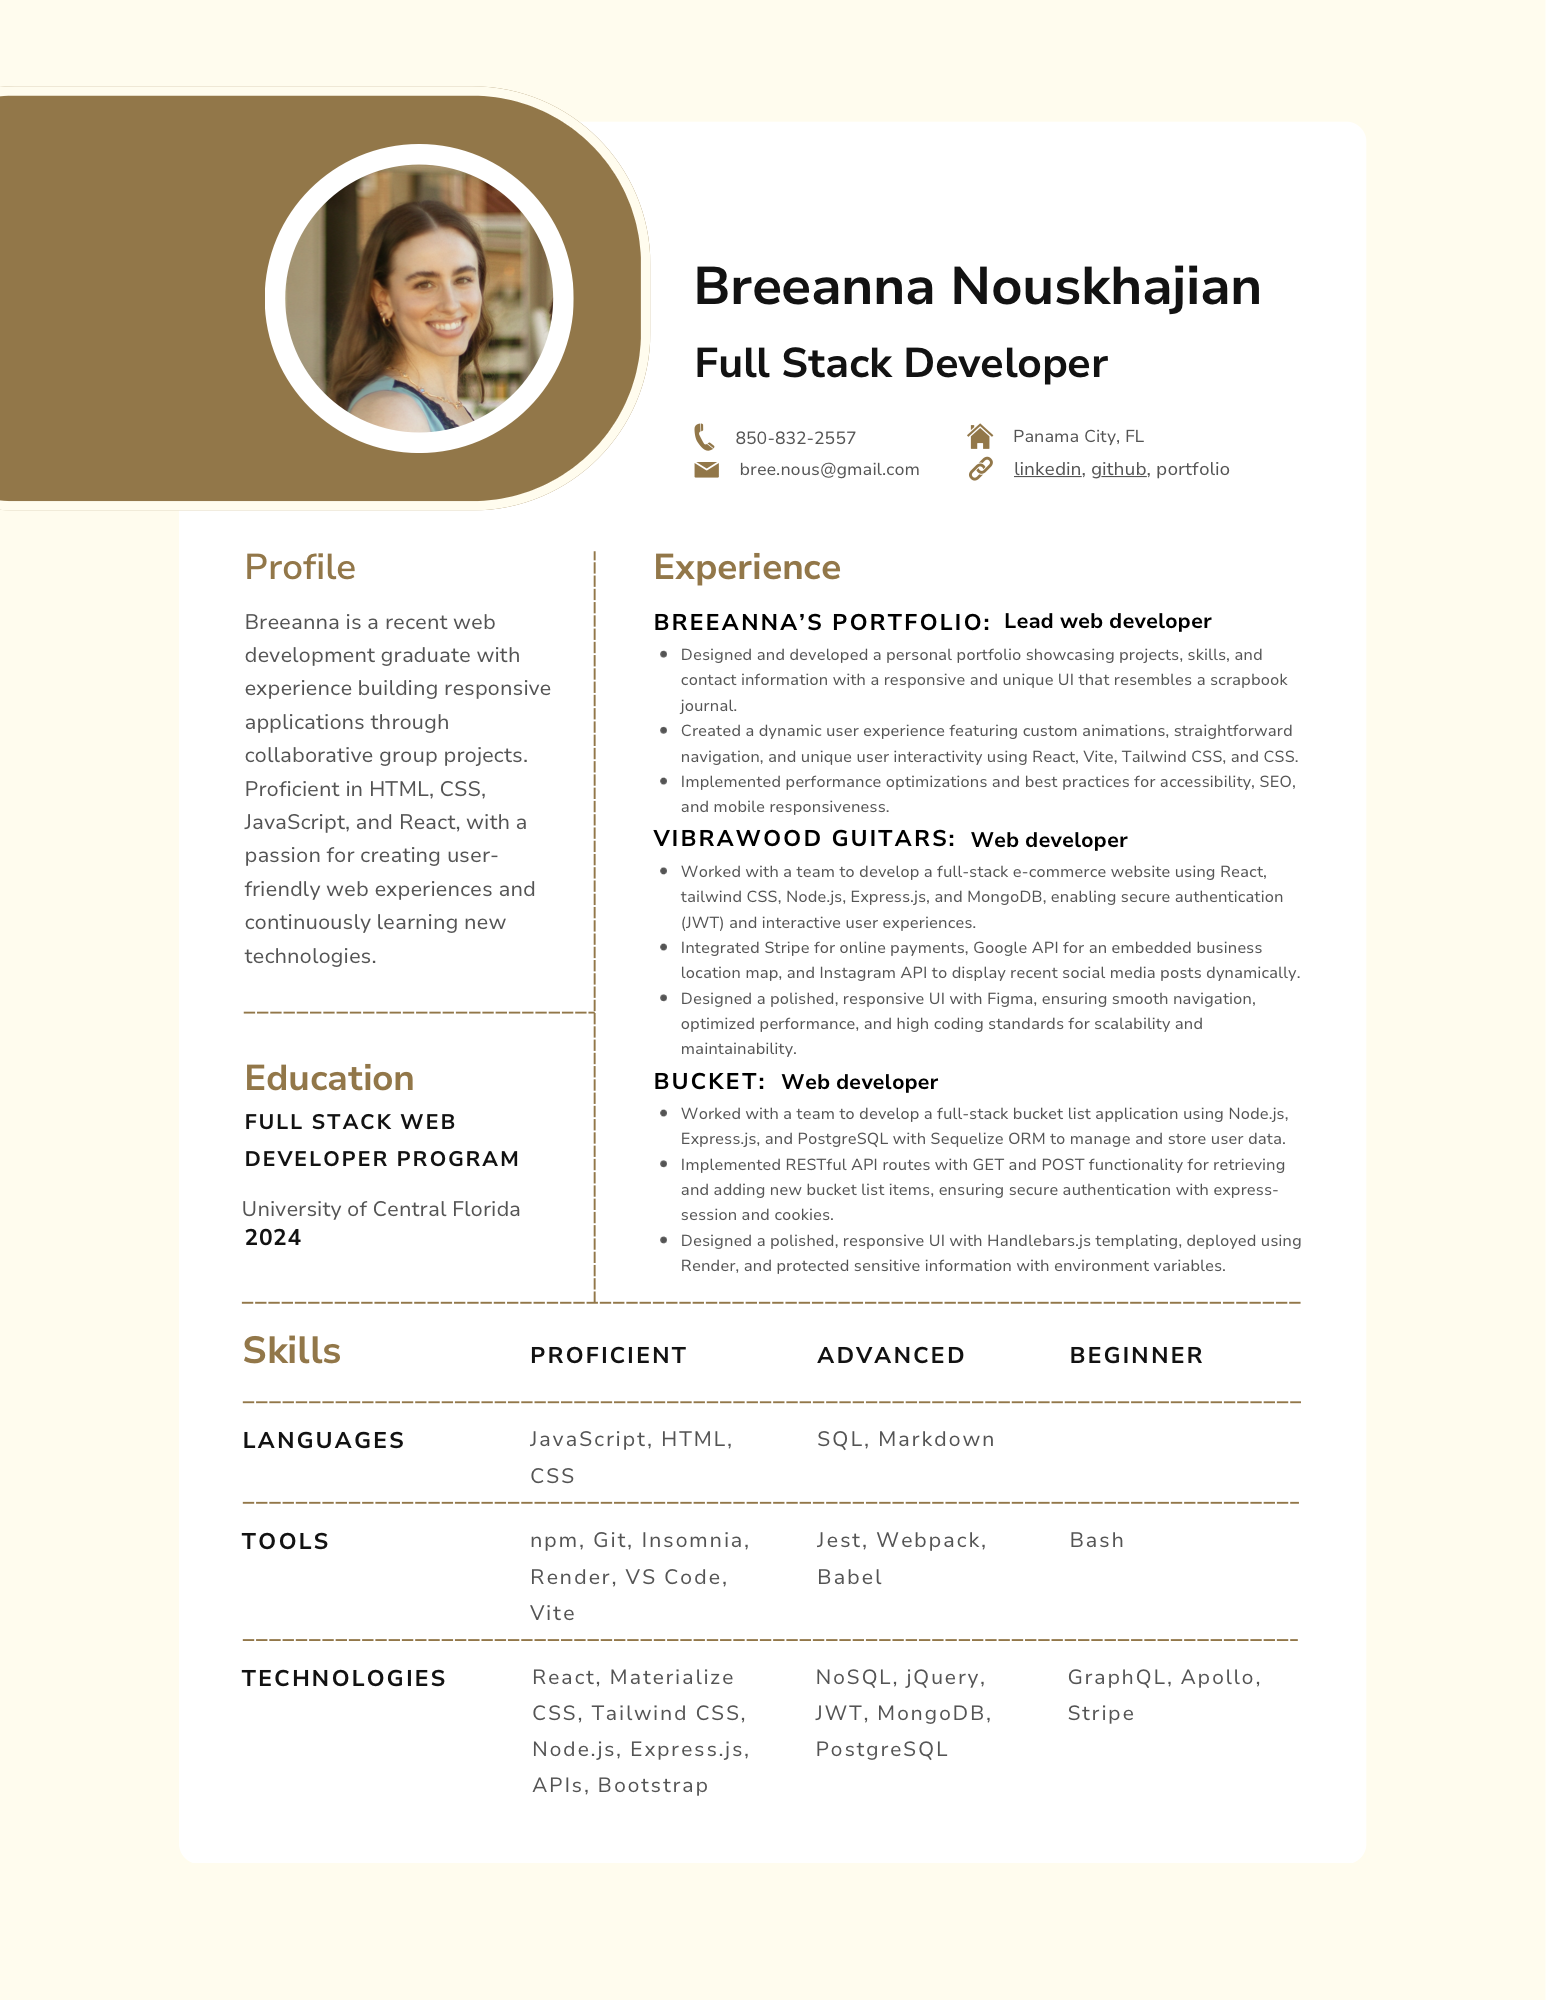 Breeanna Nouskhajian
Full Stack Developer
850-832-2557
Panama City, FL
bree.nous@gmail.com
linkedin, github, portfolio
Profile
Breeanna is a recent web
development graduate with
experience building responsive
applications through
collaborative group projects.
Proficient in HTML, CSS,
JavaScript, and React, with a
passion for creating user-
friendly web experiences and
continuously learning new
technologies.
Education
FULL STACK WEB
DEVELOPER PROGRAM
University of Central Florida
2024
Experience
BREEANNA’S PORTFOLIO: Lead web developer
• Designed and developed a personal portfolio showcasing projects, skills, and
contact information with a responsive and unique UI that resembles a scrapbook
journal.
• Created a dynamic user experience featuring custom animations, straightforward
navigation, and unique user interactivity using React, Vite, Tailwind CSS, and CSS.
• Implemented performance optimizations and best practices for accessibility, SEO,
and mobile responsiveness.
VIBRAWOOD GUITARS: Web developer
• Worked with a team to develop a full-stack e-commerce website using React,
tailwind CSS, Node.js, Express.js, and MongoDB, enabling secure authentication
(JWT) and interactive user experiences.
• Integrated Stripe for online payments, Google API for an embedded business
location map, and Instagram API to display recent social media posts dynamically.
• Designed a polished, responsive UI with Figma, ensuring smooth navigation,
optimized performance, and high coding standards for scalability and
maintainability.
BUCKET: Web developer
• Worked with a team to develop a full-stack bucket list application using Node.js,
Express.js, and PostgreSQL with Sequelize ORM to manage and store user data.
• Implemented RESTful API routes with GET and POST functionality for retrieving
and adding new bucket list items, ensuring secure authentication with express-
session and cookies.
• Designed a polished, responsive UI with Handlebars.js templating, deployed using
Render, and protected sensitive information with environment variables.
Skills PROFICIENT ADVANCED BEGINNER
LANGUAGES JavaScript, HTML, SQL, Markdown
CSS
TOOLS npm, Git, Insomnia, Jest, Webpack, Bash
Render, VS Code, Babel
Vite
TECHNOLOGIES React, Materialize NoSQL, jQuery, GraphQL, Apollo,
CSS, Tailwind CSS, JWT, MongoDB, Stripe
Node.js, Express.js, PostgreSQL
APIs, Bootstrap